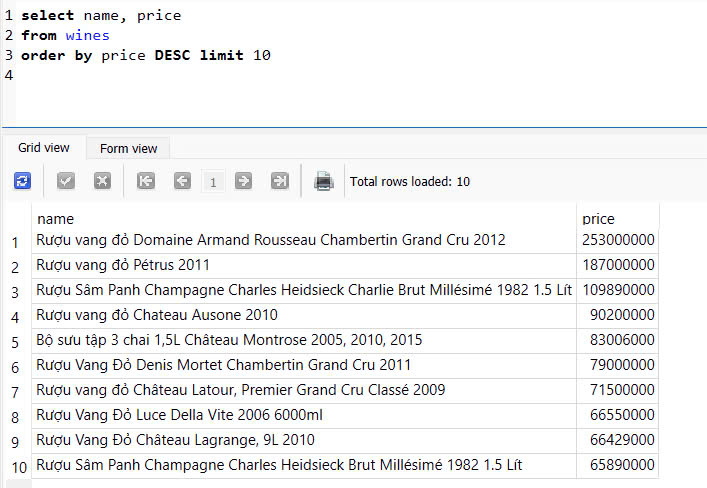 1 select name, price
2 from wines
3 order by price DESC limit 10
4
Grid view Form view
1 Total rows loaded: 10
name price
1 Rượu vang đỏ Domaine Armand Rousseau Chambertin Grand Cru 2012 253000000
2 Rượu vang đỏ Pétrus 2011 187000000
3 Rượu Sâm Panh Champagne Charles Heidsieck Charlie Brut Millésimé 1982 1.5 Lít 109890000
4 Rượu vang đỏ Chateau Ausone 2010 90200000
5 Bộ sưu tập 3 chai 1,5L Château Montrose 2005, 2010, 2015 83006000
6 Rượu Vang Đỏ Denis Mortet Chambertin Grand Cru 2011 79000000
7 Rượu vang đỏ Château Latour, Premier Grand Cru Classé 2009 71500000
8 Rượu Vang Đỏ Luce Della Vite 2006 6000ml 66550000
9 Rượu Vang Đỏ Château Lagrange, 9L 2010 66429000
10 Rượu Sâm Panh Champagne Charles Heidsieck Brut Millésimé 1982 1.5 Lít 65890000